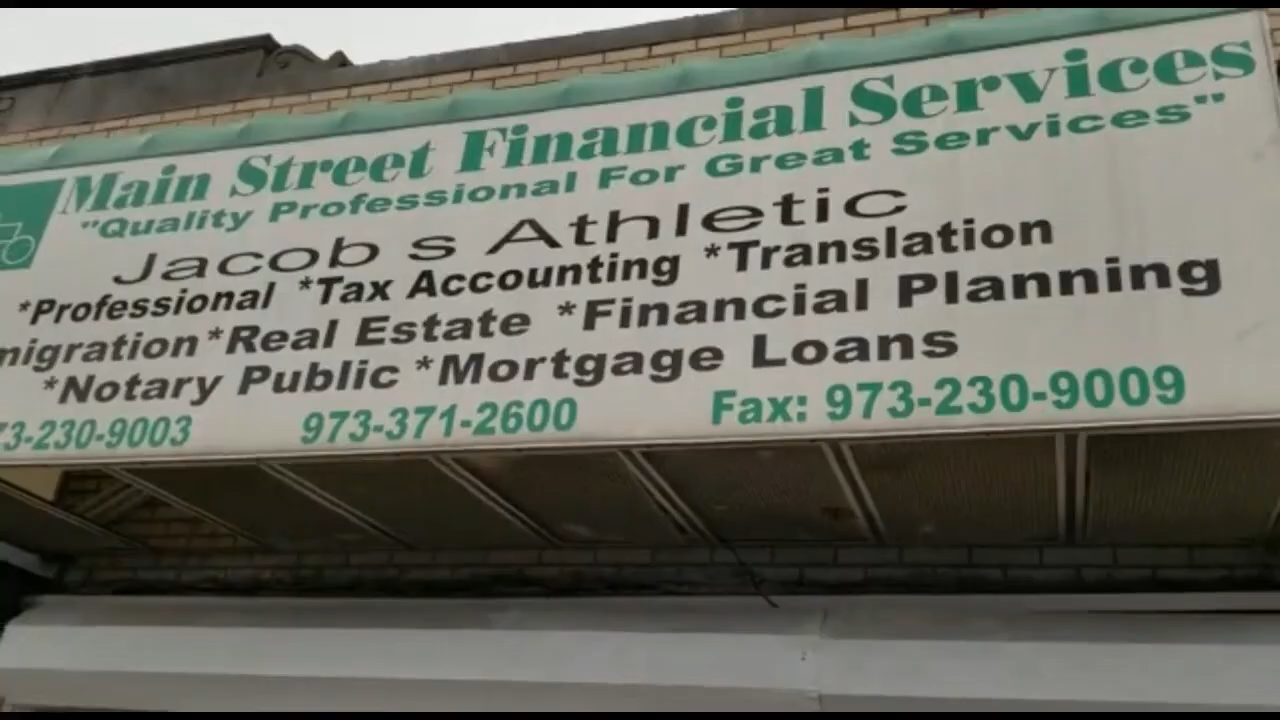 Main Street Financial Services
"Quality Professional For Great Services"
Jacob s Athletic
*Professional *Tax Accounting *Translation
migration *Real Estate *Financial Planning
*Notary Public *Mortgage Loans
3-230-9003 973-371-2600 Fax: 973-230-9009